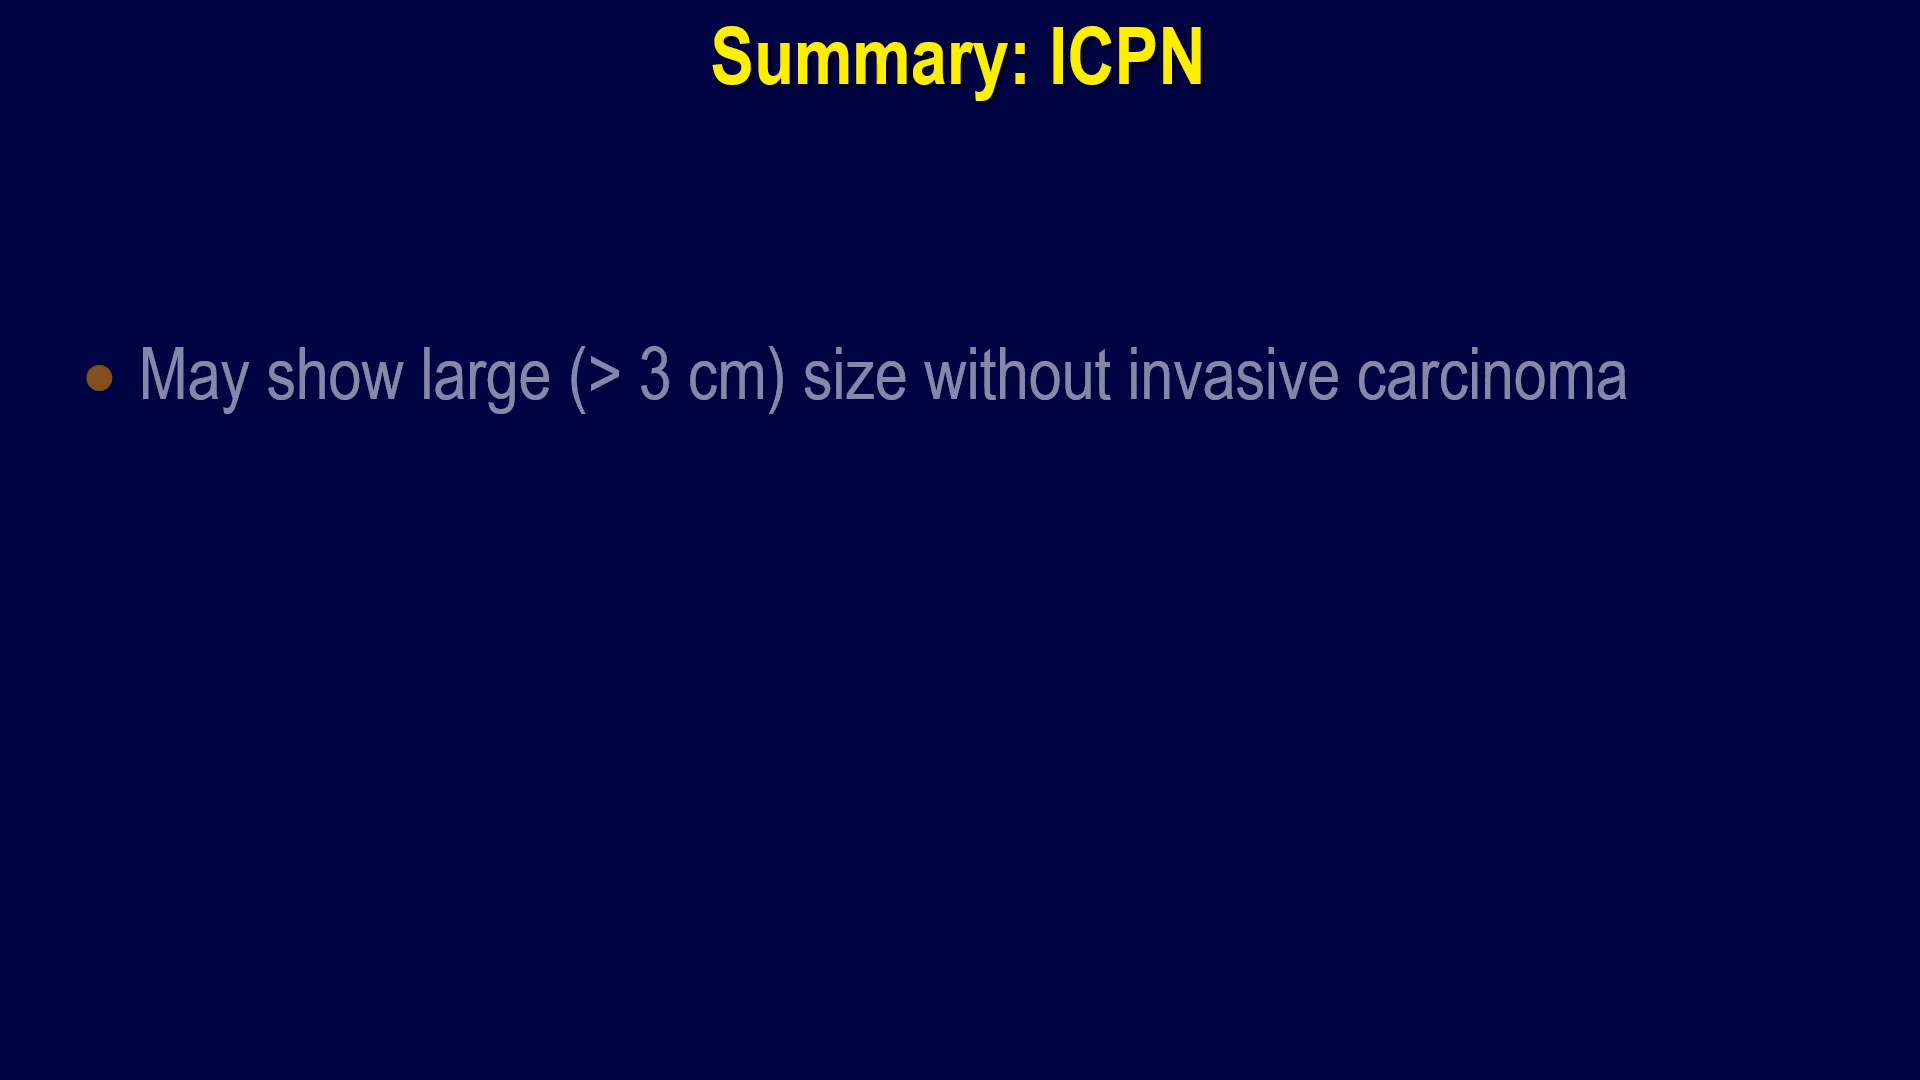 Summary: ICPN
• May show large (> 3 cm) size without invasive carcinoma